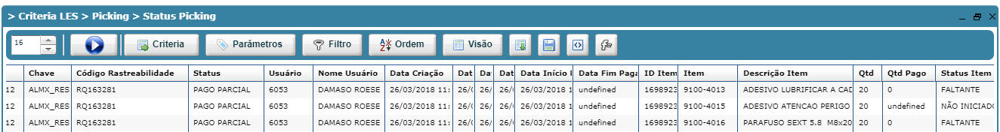 > Criteria LES > Picking > Status Picking
16 Criteria Parâmetros Filtro Ordem Visão
Chave Código Rastreabilidade Status Usuário Nome Usuário Data Criação Dat Da Dat Data Início Data Fim Paga ID Item Item Descrição Item Qtd Qtd Pago Status Item
12 ALMX_RES RQ163281 PAGO PARCIAL 6053 DAMASO ROESE 26/03/2018 11: 26/0 26/ 26/0 26/03/2018 1 undefined 1698923 9100-4013 ADESIVO LUBRIFICAR A CAD 20 0 FALTANTE
12 ALMX_RES RQ163281 PAGO PARCIAL 6053 DAMASO ROESE 26/03/2018 11: 26/0 26/ 26/0 26/03/2018 1 undefined 1698923 9100-4015 ADESIVO ATENCAO PERIGO 20 undefined NÃO INICIADO
12 ALMX_RES RQ163281 PAGO PARCIAL 6053 DAMASO ROESE 26/03/2018 11: 26/0 26/ 26/0 26/03/2018 1 undefined 1698923 9100-4016 PARAFUSO SEXT 5.8 M8x20 20 0 FALTANTE